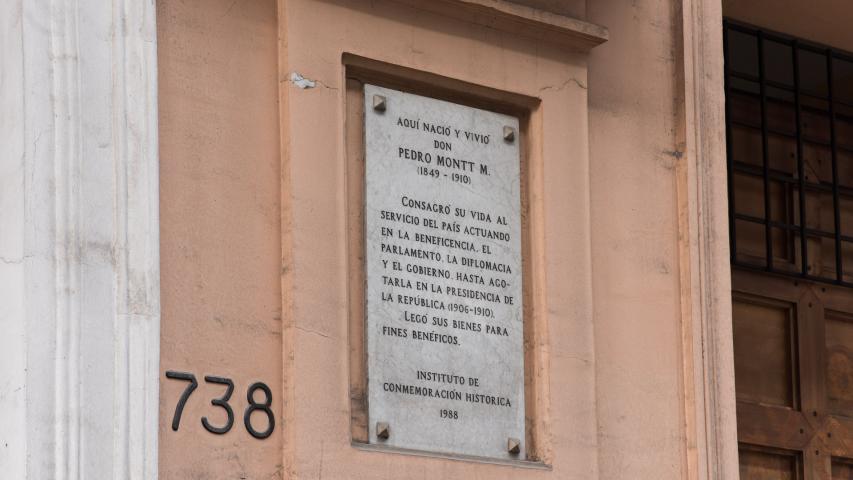 AQUÍ NACIÓ Y VIVIÓ
DON
PEDRO MONTT M.
(1849 - 1910)
CONSAGRÓ SU VIDA AL
SERVICIO DEL PAÍS ACTUANDO
EN LA BENEFICENCIA, EL
PARLAMENTO, LA DIPLOMACIA
Y EL GOBIERNO, HASTA AGO-
TARLA EN LA PRESIDENCIA DE
LA REPÚBLICA (1906-1910).
LEGÓ SUS BIENES PARA
FINES BENÉFICOS.
INSTITUTO DE
CONMEMORACIÓN HISTÓRICA
1988
738